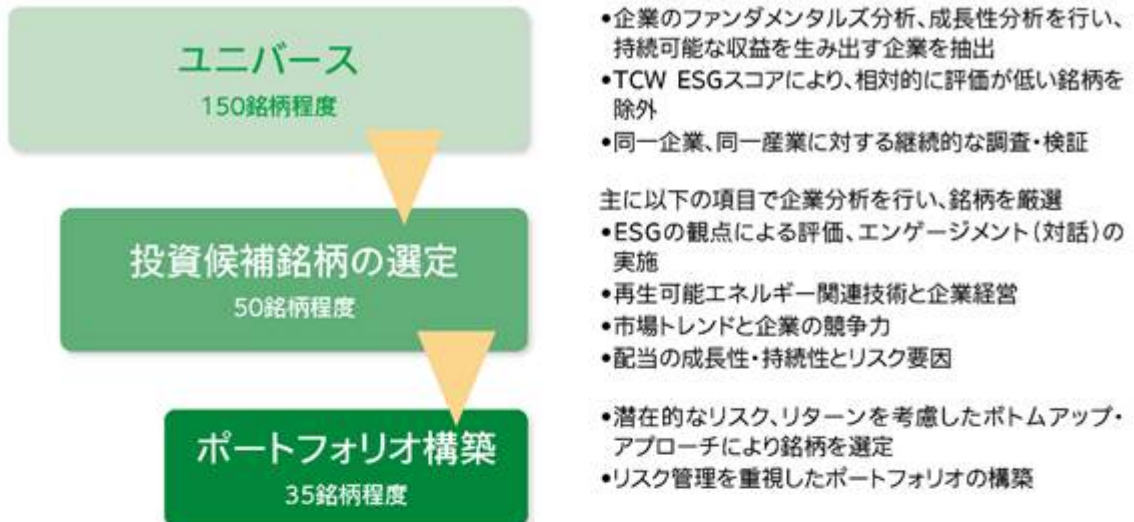 ユニバース
150銘柄程度
•企業のファンダメンタルズ分析、成長性分析を行い、
持続可能な収益を生み出す企業を抽出
•TCW ESGスコアにより、相対的に評価が低い銘柄を
除外
•同一企業、同一産業に対する継続的な調査・検証
投資候補銘柄の選定
50銘柄程度
主に以下の項目で企業分析を行い、銘柄を厳選
•ESGの観点による評価、エンゲージメント(対話)の
実施
•再生可能エネルギー関連技術と企業経営
•市場トレンドと企業の競争力
•配当の成長性・持続性とリスク要因
ポートフォリオ構築
35銘柄程度
•潜在的なリスク、リターンを考慮したボトムアップ・
アプローチにより銘柄を選定
•リスク管理を重視したポートフォリオの構築